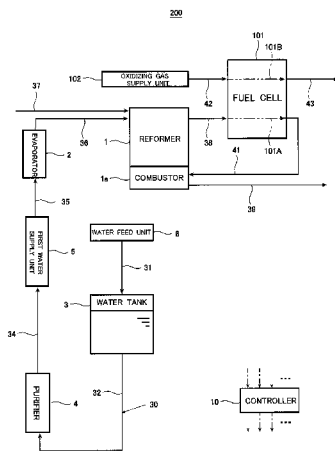 200
101
101B
102
OXIDIZING GAS
SUPPLY UNIT
42
FUEL CELL
43
37
36
1
REFORMER
38
101A
41
EVAPORATOR
2
1a
COMBUSTOR
39
35
FIRST WATER
SUPPLY UNIT
5
WATER FEED UNIT
6
31
3
WATER TANK
34
32
30
PURIFIER
4
10
CONTROLLER